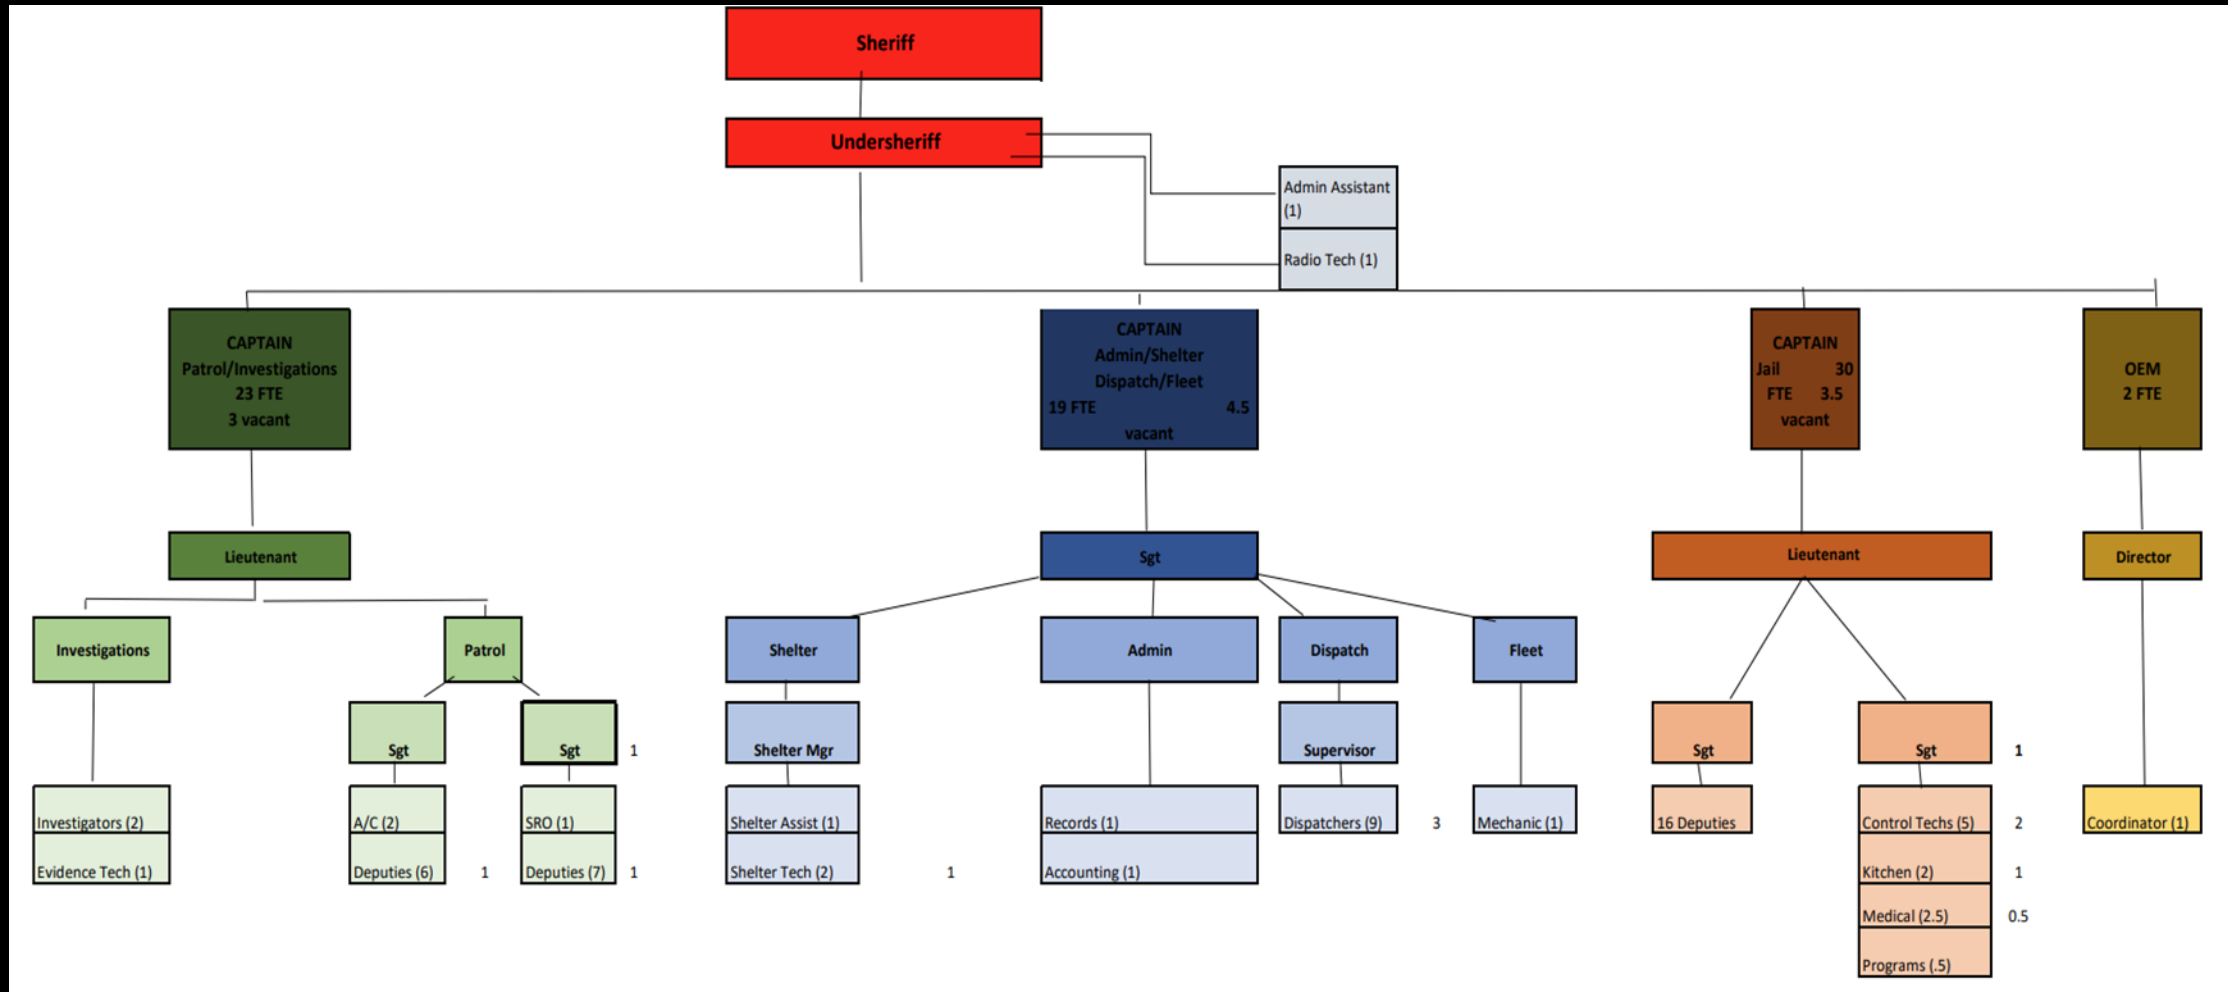 Sheriff
Undersheriff
Admin Assistant
(1)
Radio Tech (1)
CAPTAIN
Patrol/Investigations
23 FTE
3 vacant
CAPTAIN
Admin/Shelter
Dispatch/Fleet
19 FTE 4.5
vacant
CAPTAIN
Jail 30
FTE 3.5
vacant
OEM
2 FTE
Lieutenant
Sgt
Lieutenant
Director
Investigations
Patrol
Shelter
Admin
Dispatch
Fleet
Sgt
Sgt
1
Shelter Mgr
Supervisor
Sgt
Sgt
1
Investigators (2)
A/C (2)
SRO (1)
Shelter Assist (1)
Records (1)
Dispatchers (9)
3
Mechanic (1)
16 Deputies
Control Techs (5)
2
Coordinator (1)
Evidence Tech (1)
Deputies (6)
1
Deputies (7)
1
Shelter Tech (2)
1
Accounting (1)
Kitchen (2)
1
Medical (2.5)
0.5
Programs (.5)